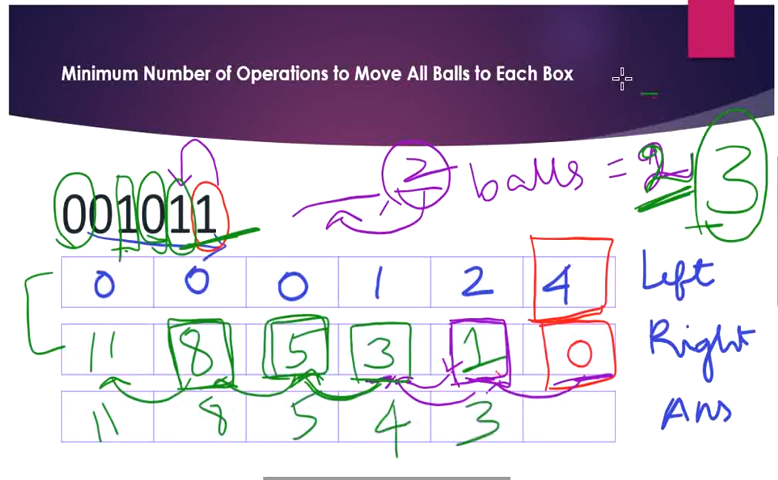 Minimum Number of Operations to Move All Balls to Each Box
001011
2 balls = 2 3
0 0 0 1 2 4 Left
11 8 5 3 1 0 Right
11 8 5 4 3 Ans